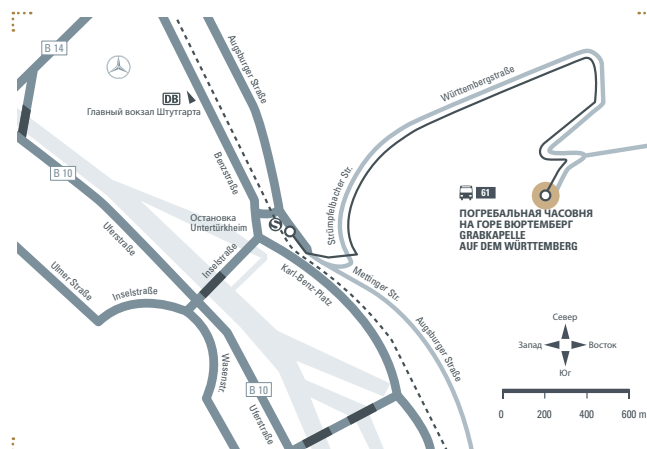 B 14
Augsburger Straße
DB
Главный вокзал Штутгарта
Württembergstraße
B 10
Benzstraße
Strümpfelbacher Str.
61
ПОГРЕБАЛЬНАЯ ЧАСОВНЯ
НА ГОРЕ ВЮРТЕМБЕРГ
GRABKAPELLE
AUF DEM WÜRTTEMBERG
Остановка
Untertürkheim
S
Uferstraße
Inselstraße
Ulmer Straße
Inselstraße
Karl-Benz-Platz
Mettinger Str.
Augsburger Straße
Wasenstr.
B 10
Uferstraße
Север
Запад
Восток
Юг
0 200 400 600 m